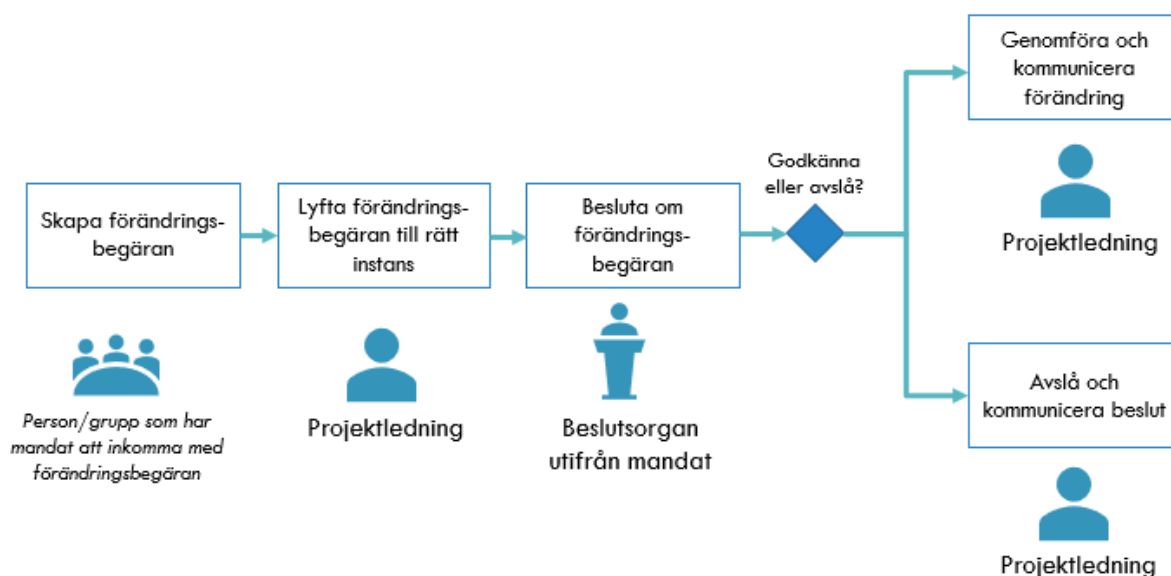 Skapa förändrings-
begäran
Person/grupp som har
mandat att inkomma med
förändringsbegäran
Lyfta förändrings-
begäran till rätt
instans
Projektledning
Besluta om
förändrings-
begäran
Beslutsorgan
utifrån mandat
Godkänna
eller avslå?
Genomföra och
kommunicera
förändring
Projektledning
Avslå och
kommunicera beslut
Projektledning